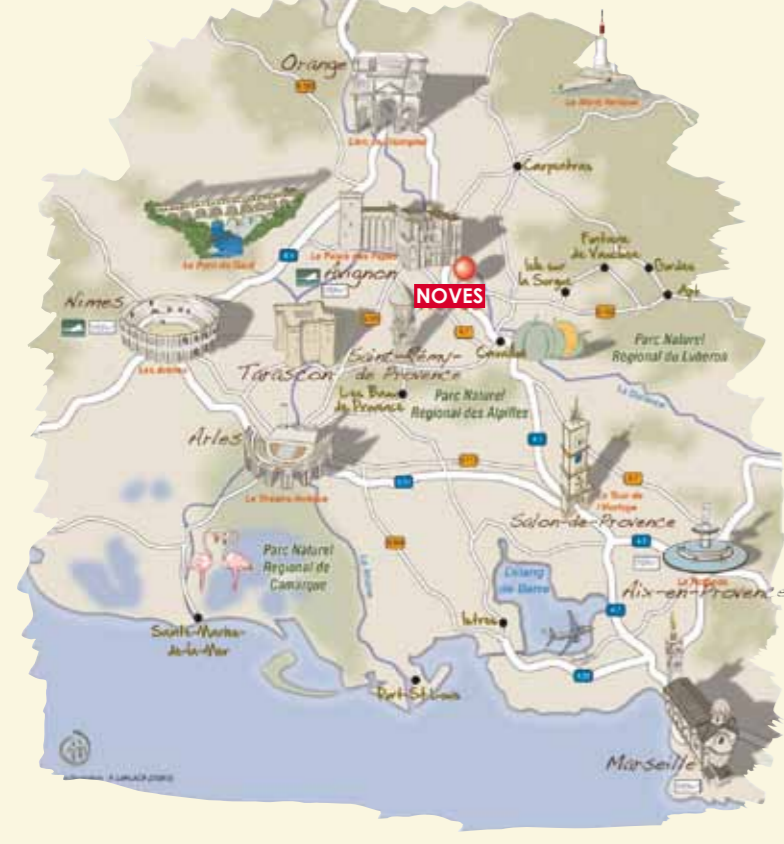 Orange
Le Mont Ventoux
Carpentras
Le Palais des Papes
Avignon
Le Pont du Gard
NOVES
Fontaine
de Vaucluse
Isle sur
la Sorgue
Gordes
Apt
Nîmes
Les Arènes
Tarascon
Saint-Rémy-
de Provence
Cavaillon
Parc Naturel
Régional du Luberon
Les Baux
de Provence
Parc Naturel
Régional des Alpilles
La Durance
Arles
Le Théâtre Antique
La Tour de
l'Horloge
Salon-de-Provence
Parc Naturel
Régional de
Camargue
Le Rhône
Étang
de Berre
Aix-en-Provence
Istres
Saintes-Maries-
de-la-Mer
Port-St-Louis
Marseille